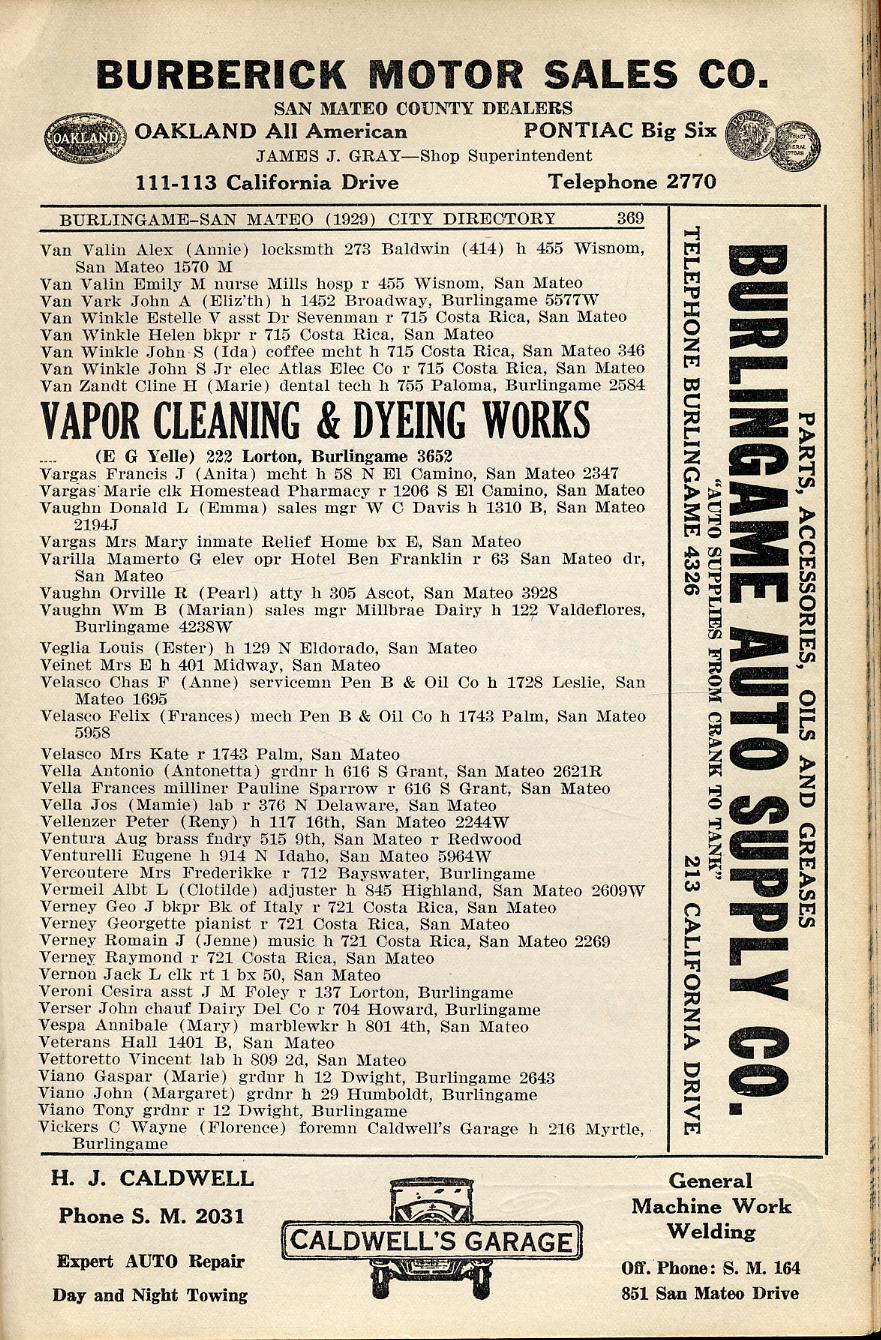 BURBERICK MOTOR SALES CO.
SAN MATEO COUNTY DEALERS
OAKLAND
OAKLAND All American PONTIAC Big Six
PONTIAC
JAMES J. GRAY—Shop Superintendent
111-113 California Drive Telephone 2770
BURLINGAME-SAN MATEO (1929) CITY DIRECTORY 369
Van Valin Alex (Annie) locksmth 273 Baldwin (414) h 455 Wisnom,
San Mateo 1570 M
Van Valin Emily M nurse Mills hosp r 455 Wisnom, San Mateo
Van Vark John A (Eliz'th) h 1452 Broadway, Burlingame 5577W
Van Winkle Estelle V asst Dr Sevenman r 715 Costa Rica, San Mateo
Van Winkle Helen bkpr r 715 Costa Rica, San Mateo
Van Winkle John S (Ida) coffee mcht h 715 Costa Rica, San Mateo 346
Van Winkle John S Jr elec Atlas Elec Co r 715 Costa Rica, San Mateo
Van Zandt Cline H (Marie) dental tech h 755 Paloma, Burlingame 2584
VAPOR CLEANING & DYEING WORKS
.... (E G Yelle) 222 Lorton, Burlingame 3652
Vargas Francis J (Anita) mcht h 58 N El Camino, San Mateo 2347
Vargas Marie clk Homestead Pharmacy r 1206 S El Camino, San Mateo
Vaughn Donald L (Emma) sales mgr W C Davis h 1310 B, San Mateo
2194J
Vargas Mrs Mary inmate Relief Home bx E, San Mateo
Varilla Mamerto G elev opr Hotel Ben Franklin r 63 San Mateo dr,
San Mateo
Vaughn Orville R (Pearl) atty h 305 Ascot, San Mateo 3928
Vaughn Wm B (Marian) sales mgr Millbrae Dairy h 122 Valdeflores,
Burlingame 4238W
Veglia Louis (Ester) h 129 N Eldorado, San Mateo
Veinet Mrs E h 401 Midway, San Mateo
Velasco Chas F (Anne) servicemn Pen B & Oil Co h 1728 Leslie, San
Mateo 1695
Velasco Felix (Frances) mech Pen B & Oil Co h 1743 Palm, San Mateo
5958
Velasco Mrs Kate r 1743 Palm, San Mateo
Vella Antonio (Antonetta) grdnr h 616 S Grant, San Mateo 2621R
Vella Frances milliner Pauline Sparrow r 616 S Grant, San Mateo
Vella Jos (Mamie) lab r 376 N Delaware, San Mateo
Vellenzer Peter (Reny) h 117 16th, San Mateo 2244W
Ventura Aug brass fndry 515 9th, San Mateo r Redwood
Venturelli Eugene h 914 N Idaho, San Mateo 5964W
Vercoutere Mrs Frederikke r 712 Bayswater, Burlingame
Vermeil Albt L (Clotilde) adjuster h 845 Highland, San Mateo 2609W
Verney Geo J bkpr Bk of Italy r 721 Costa Rica, San Mateo
Verney Georgette pianist r 721 Costa Rica, San Mateo
Verney Romain J (Jenne) music h 721 Costa Rica, San Mateo 2269
Verney Raymond r 721 Costa Rica, San Mateo
Vernon Jack L clk rt 1 bx 50, San Mateo
Veroni Cesira asst J M Foley r 137 Lorton, Burlingame
Verser John chauf Dairy Del Co r 704 Howard, Burlingame
Vespa Annibale (Mary) marblewkr h 801 4th, San Mateo
Veterans Hall 1401 B, San Mateo
Vettoretto Vincent lab h 809 2d, San Mateo
Viano Gaspar (Marie) grdnr h 12 Dwight, Burlingame 2643
Viano John (Margaret) grdnr h 29 Humboldt, Burlingame
Viano Tony grdnr r 12 Dwight, Burlingame
Vickers C Wayne (Florence) foremn Caldwell's Garage h 216 Myrtle,
Burlingame
PARTS, ACCESSORIES, OILS AND GREASES
BURLINGAME AUTO SUPPLY CO.
"AUTO SUPPLIES FROM CRANK TO TANK"
TELEPHONE BURLINGAME 4326 213 CALIFORNIA DRIVE
H. J. CALDWELL
Phone S. M. 2031
Expert AUTO Repair
Day and Night Towing
CALDWELL'S GARAGE
General
Machine Work
Welding
Off. Phone: S. M. 164
851 San Mateo Drive